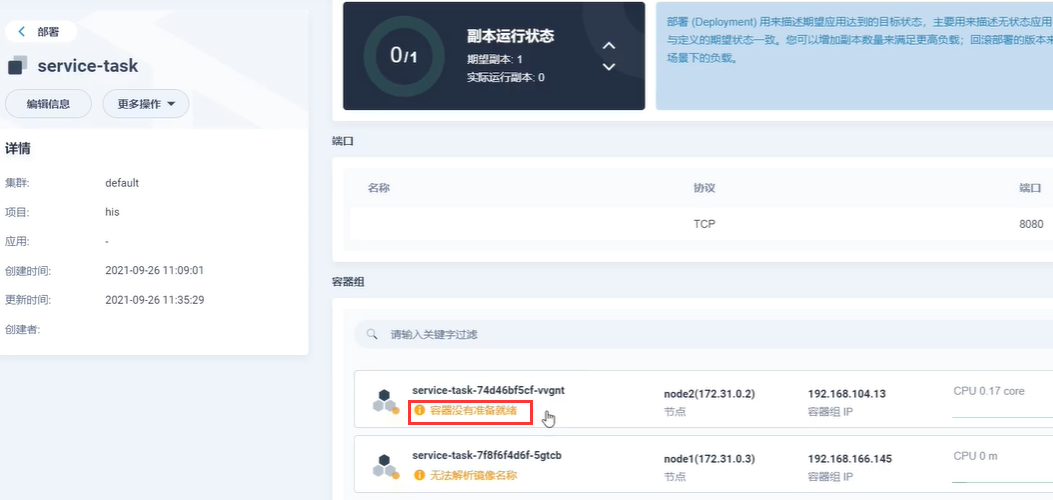 部署
service-task
编辑信息
更多操作
详情
集群: default
项目: his
应用: -
创建时间: 2021-09-26 11:09:01
更新时间: 2021-09-26 11:35:29
创建者:
0/1
副本运行状态
期望副本: 1
实际运行副本: 0
部署 (Deployment) 用来描述期望应用达到的目标状态，主要用来描述无状态应用
与定义的期望状态一致。您可以增加副本数量来满足更高负载；回滚部署的版本来
场景下的负载。
端口
名称 协议 端口
TCP 8080
容器组
请输入关键字过滤
service-task-74d46bf5cf-vvgnt
容器没有准备就绪
node2(172.31.0.2)
节点
192.168.104.13
容器组 IP
CPU 0.17 core
service-task-7f8f6f4d6f-5gtcb
无法解析镜像名称
node1(172.31.0.3)
节点
192.168.166.145
容器组 IP
CPU 0 m